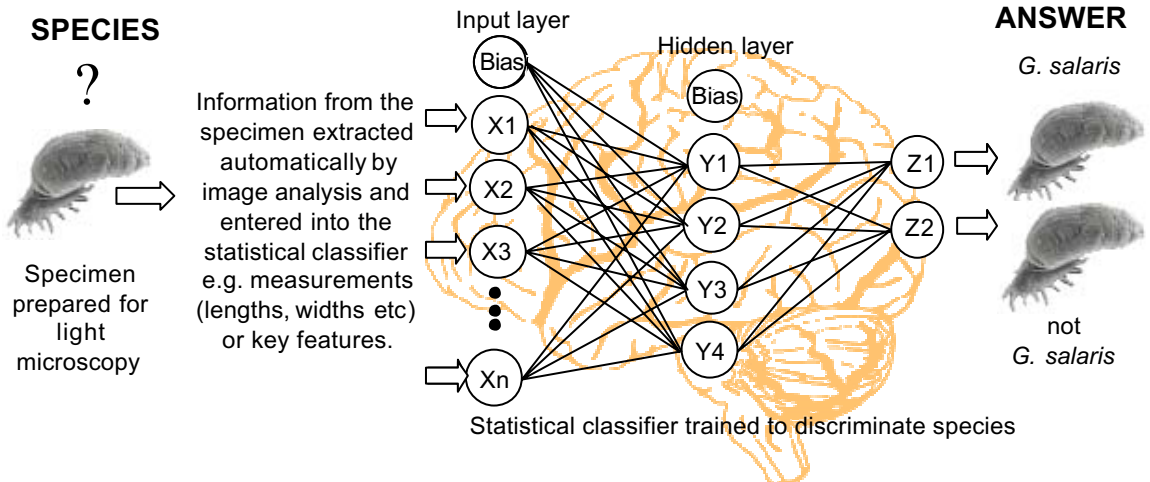 SPECIES
?
Specimen
prepared for
light
microscopy
Information from the
specimen extracted
automatically by
image analysis and
entered into the
statistical classifier
e.g. measurements
(lengths, widths etc)
or key features.
Input layer
Bias
X1
X2
X3
Xn
Hidden layer
Bias
Y1
Y2
Y3
Y4
Z1
Z2
Statistical classifier trained to discriminate species
ANSWER
G. salaris
not
G. salaris